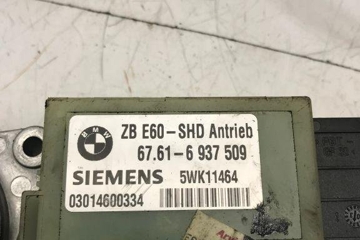 BMW
ZB E60-SHD Antrieb
67.61-6 937 509
SIEMENS 5WK11464
03014600334